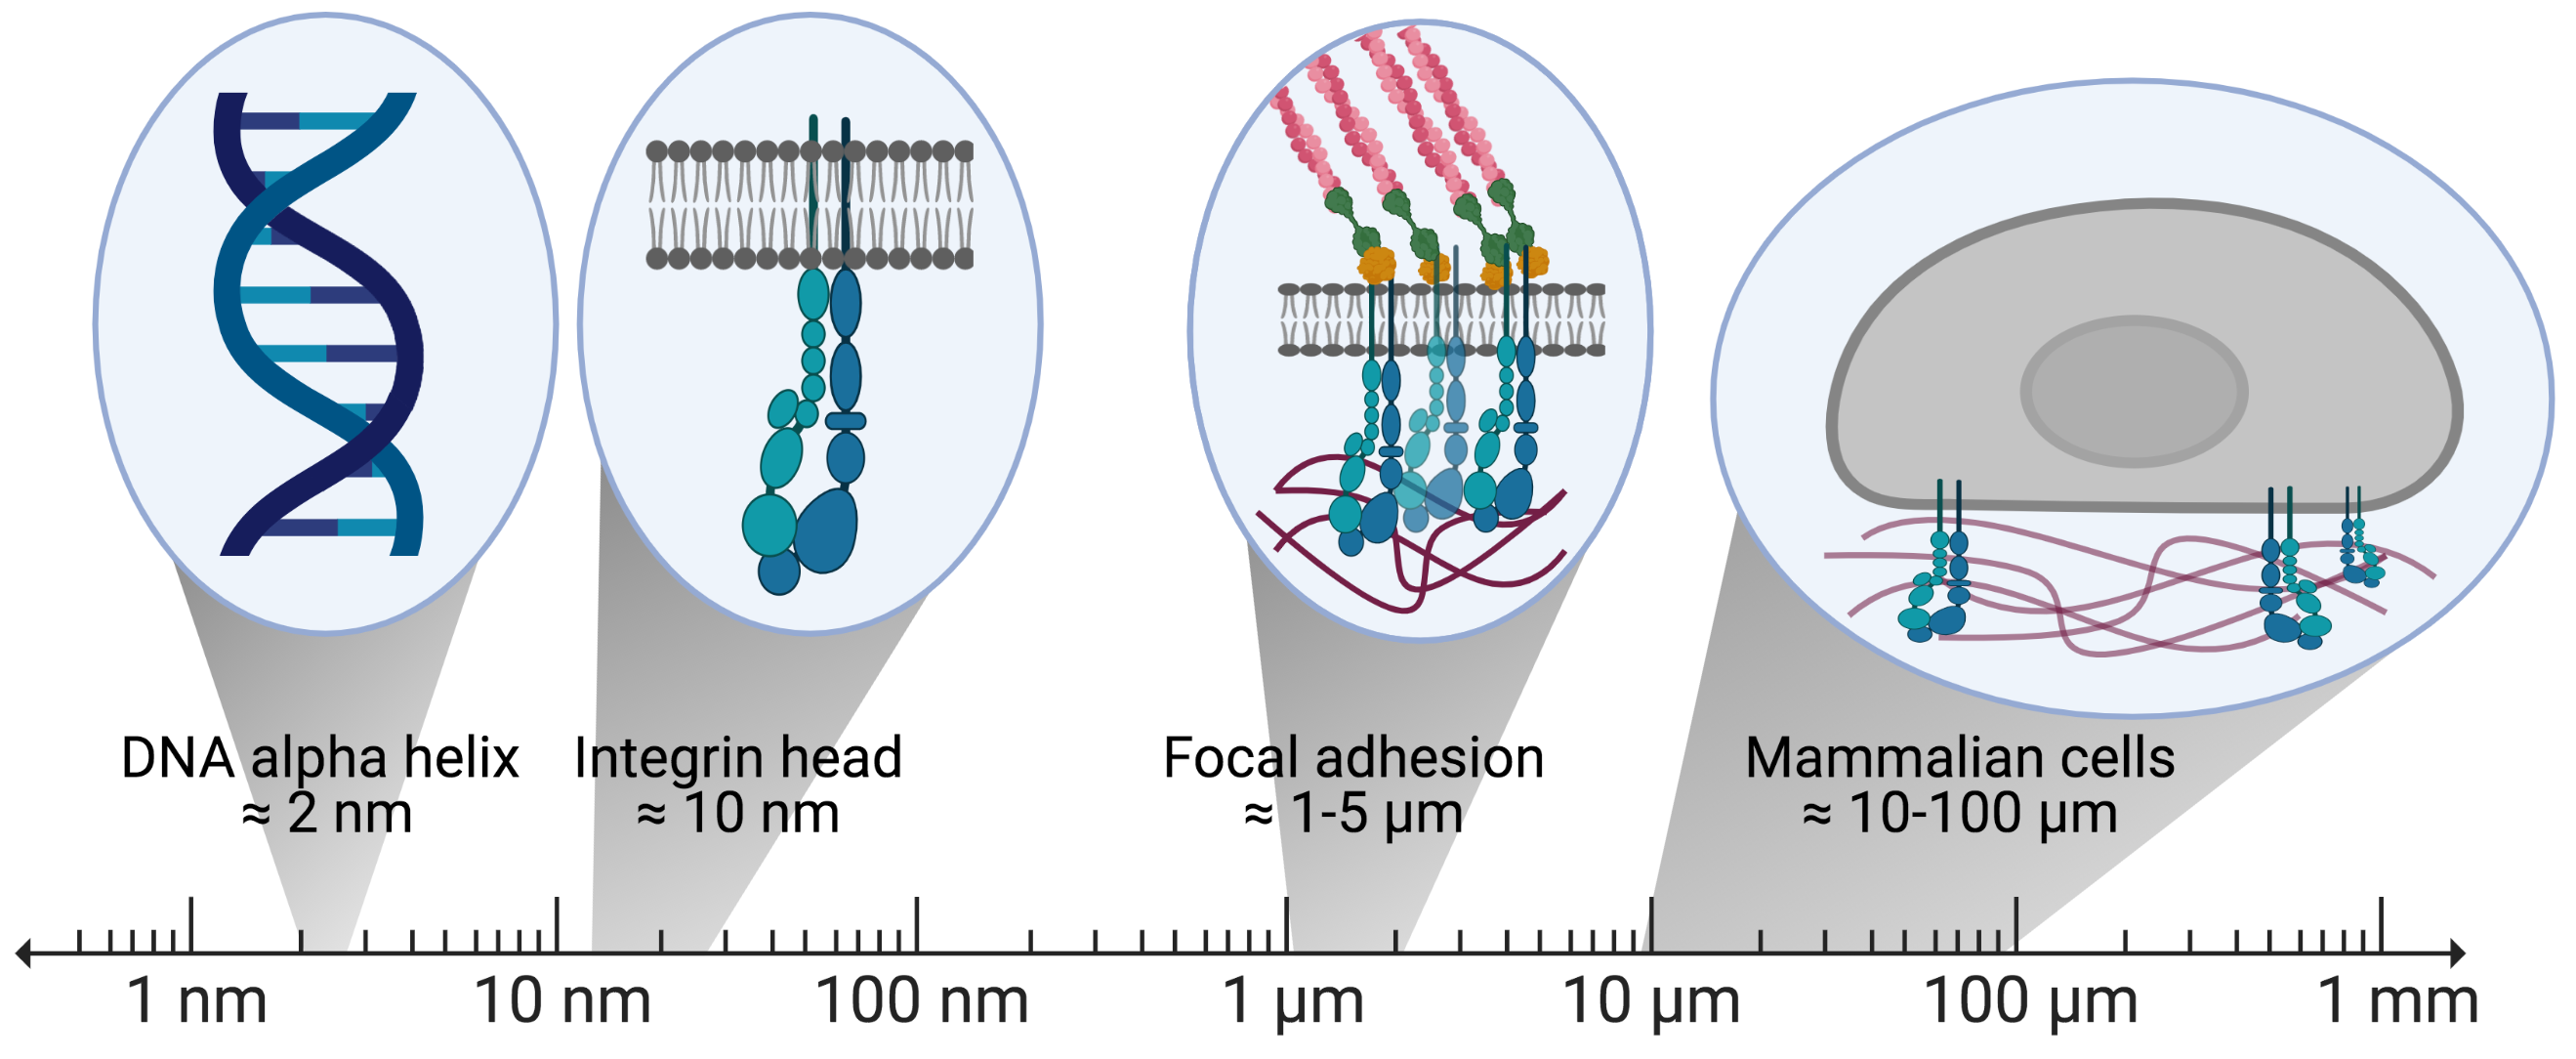 DNA alpha helix
≈ 2 nm
Integrin head
≈ 10 nm
Focal adhesion
≈ 1-5 µm
Mammalian cells
≈ 10-100 µm
1 nm
10 nm
100 nm
1 µm
10 µm
100 µm
1 mm